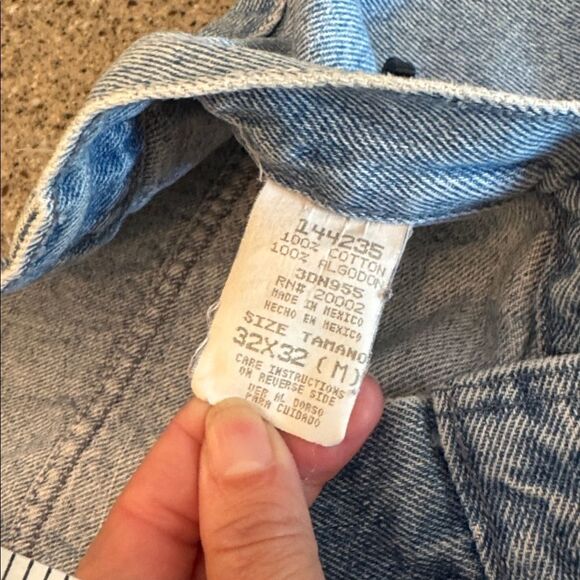 144235
100% COTTON
100% ALGODON
3DN955
RN# 20002
MADE IN MEXICO
HECHO EN MEXICO
SIZE TAMANO
32X32 (M)
CARE INSTRUCTIONS
ON REVERSE SIDE
VER AL DORSO
PARA CUIDADO